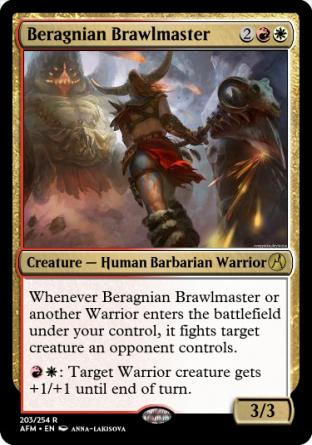 Beragnian Brawlmaster 2
Creature — Human Barbarian Warrior
Whenever Beragnian Brawlmaster or
another Warrior enters the battlefield
under your control, it fights target
creature an opponent controls.
: Target Warrior creature gets
+1/+1 until end of turn.
3/3
203/254 R
AFM • EN ANNA-LAKISOVA